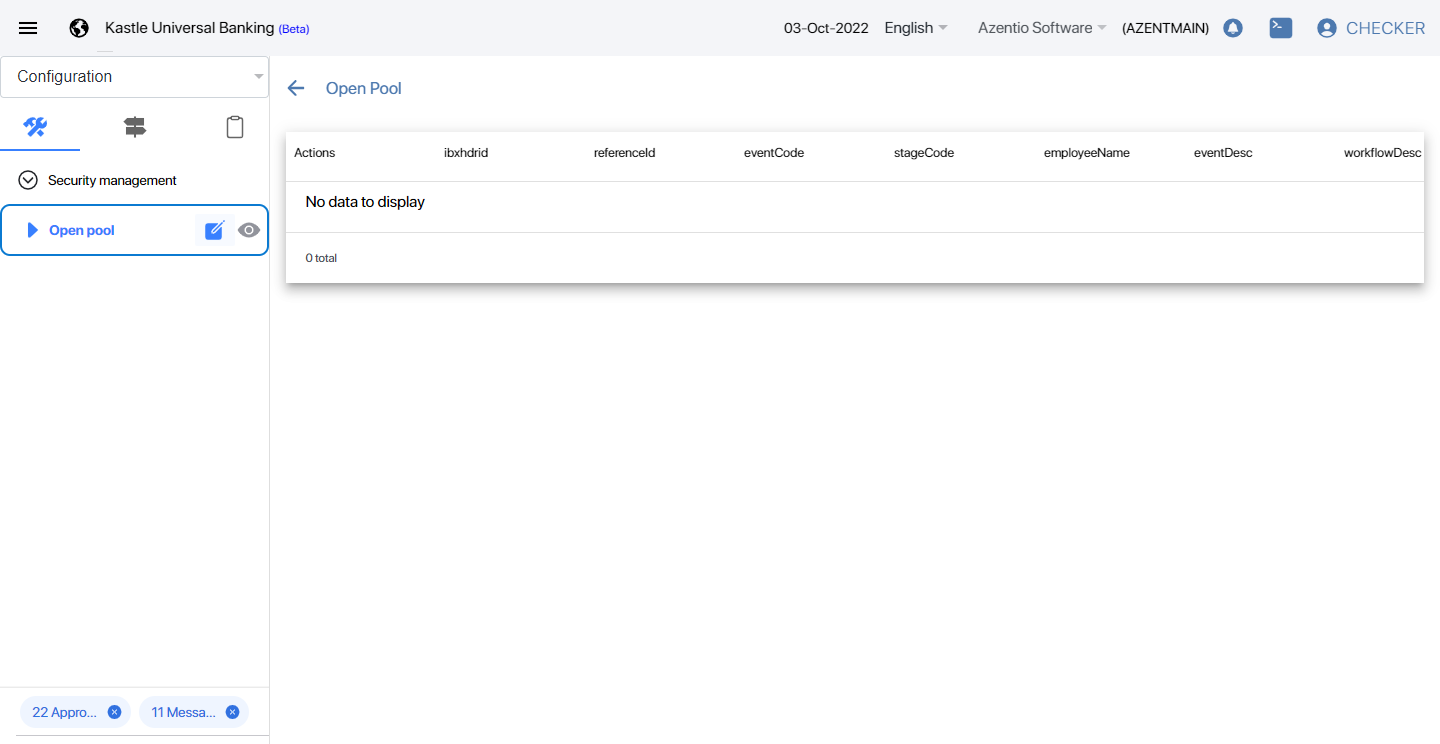 Kastle Universal Banking (Beta)
03-Oct-2022 English Azentio Software (AZENTMAIN) CHECKER
Configuration
Security management
Open pool
22 Appro...
11 Messa...
Open Pool
Actions ibxhdrid referenceId eventCode stageCode employeeName eventDesc workflowDesc
No data to display
0 total